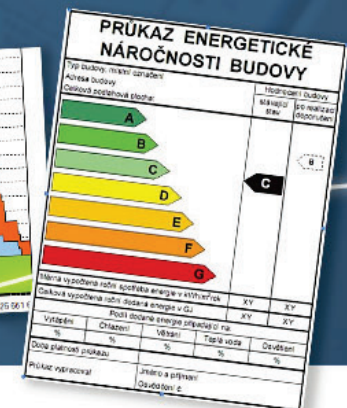 PRŮKAZ ENERGETICKÉ
NÁROČNOSTI BUDOVY
Typ budovy, místní označení
Adresa budovy
Celková podlahová plocha:
Hodnocení budovy
stávající
stav
po realizaci
doporučení
A
B
C
D
E
F
G
C
B
Měrná vypočtená roční spotřeba energie v kWh/m²rok XY XY
Celková vypočtená roční dodaná energie v GJ XY XY
Podíl dodané energie připadající na:
Vytápění Chlazení Větrání Teplá voda Osvětlení
% % % % %
Doba platnosti průkazu
Průkaz vypracoval
Jméno a příjmení
Osvědčení č.